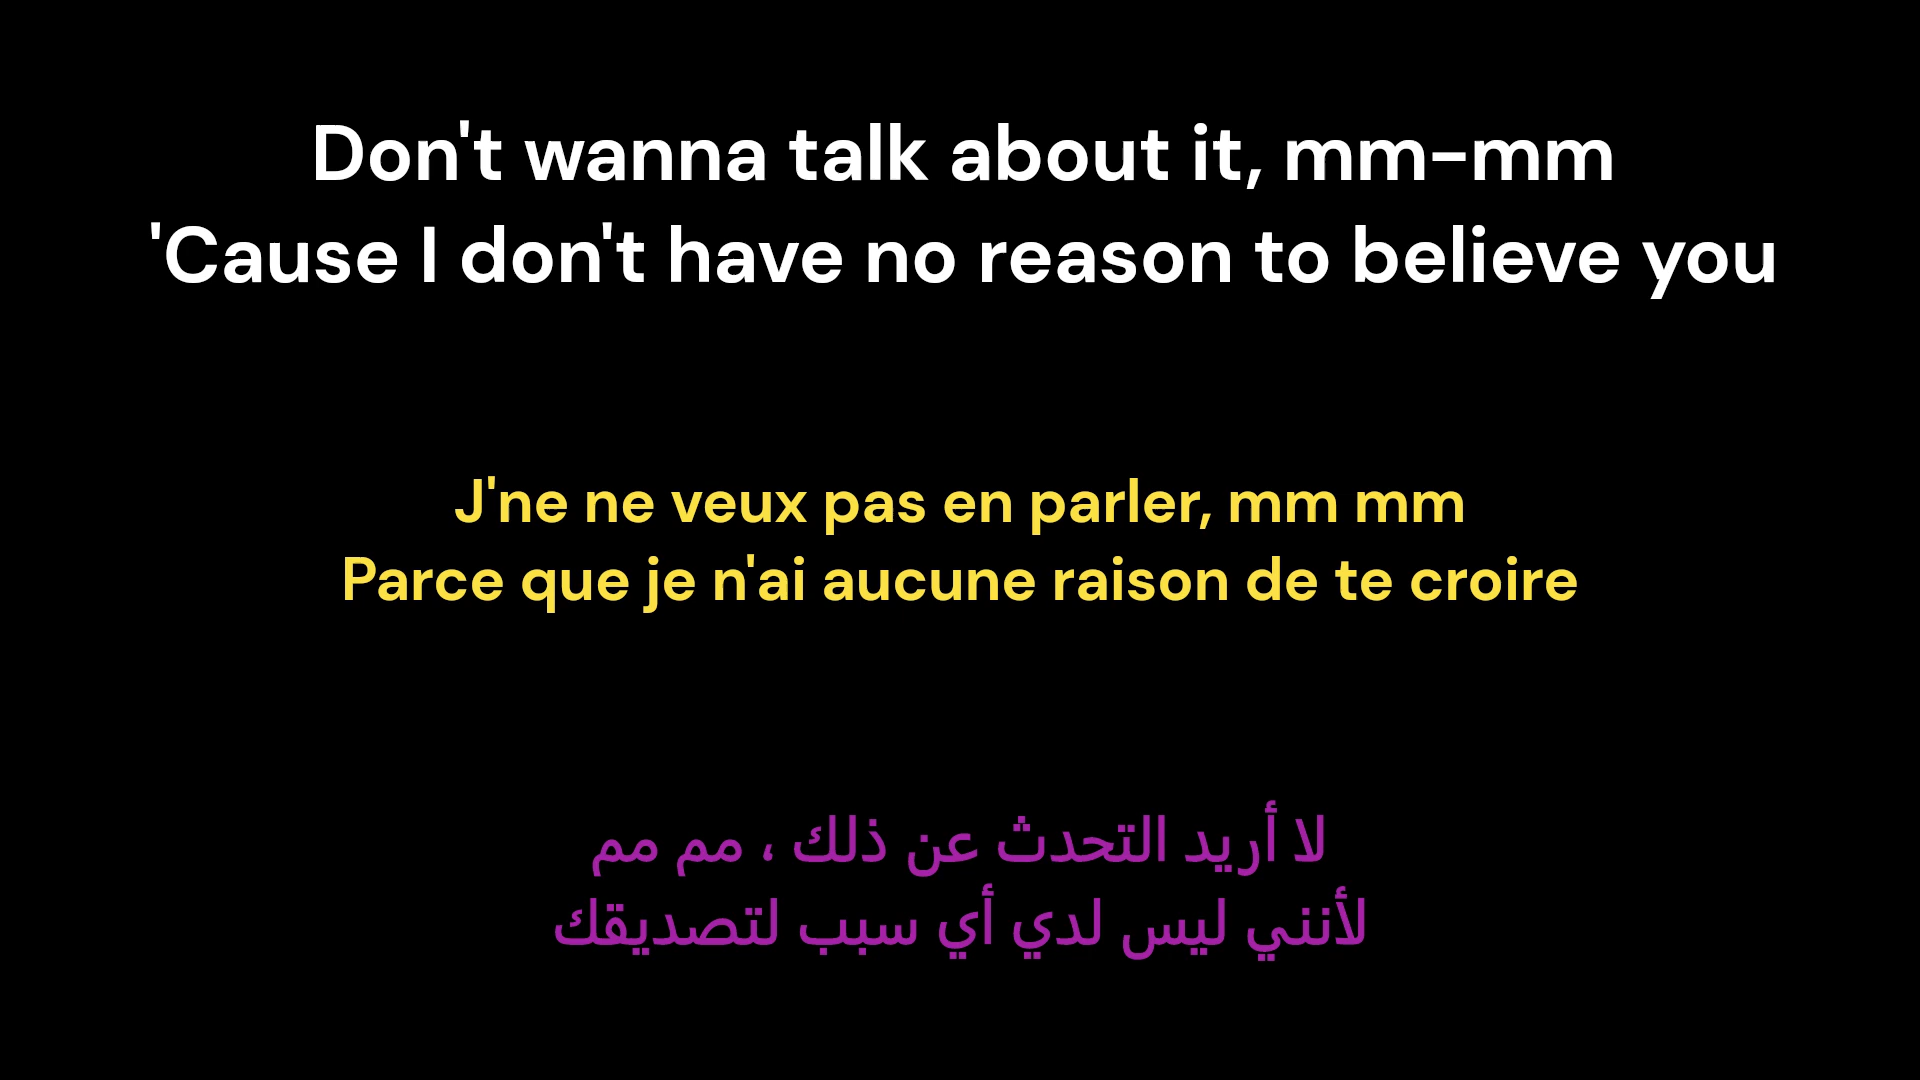 Don't wanna talk about it, mm-mm
'Cause I don't have no reason to believe you
J'ne ne veux pas en parler, mm mm
Parce que je n'ai aucune raison de te croire
لا أريد التحدث عن ذلك ، مم مم
لأنني ليس لدي أي سبب لتصديقك